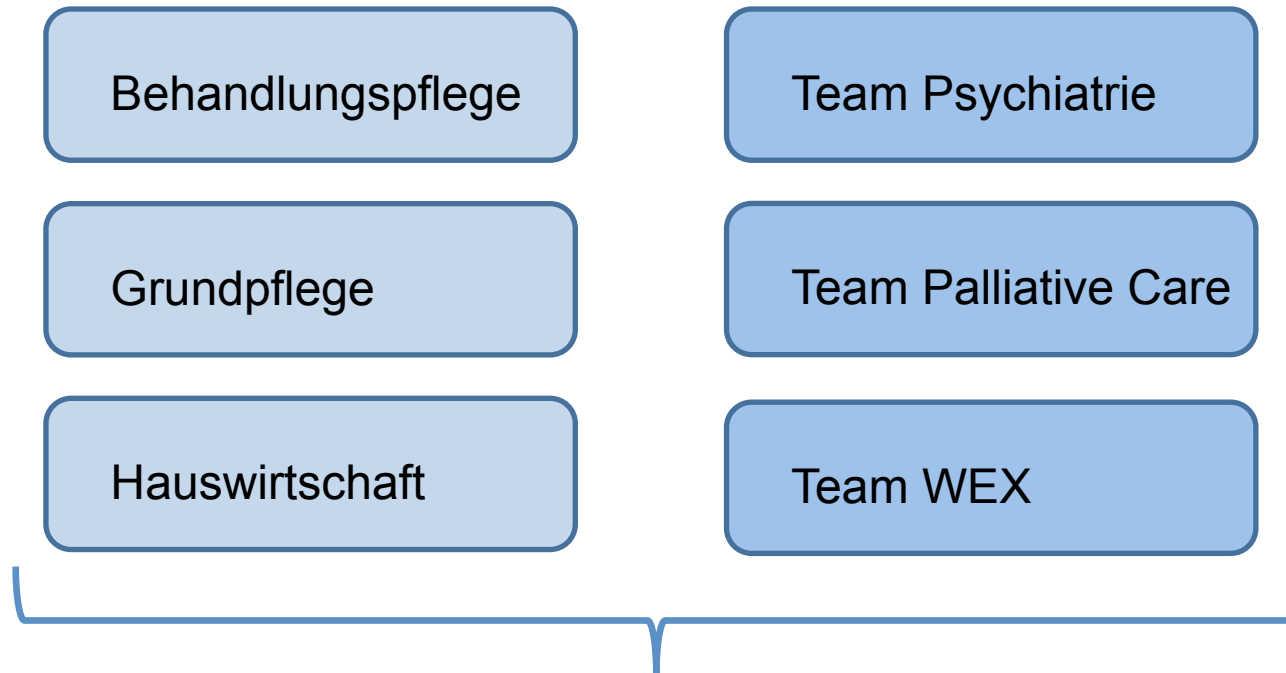 Behandlungspflege
Grundpflege
Hauswirtschaft
Team Psychiatrie
Team Palliative Care
Team WEX